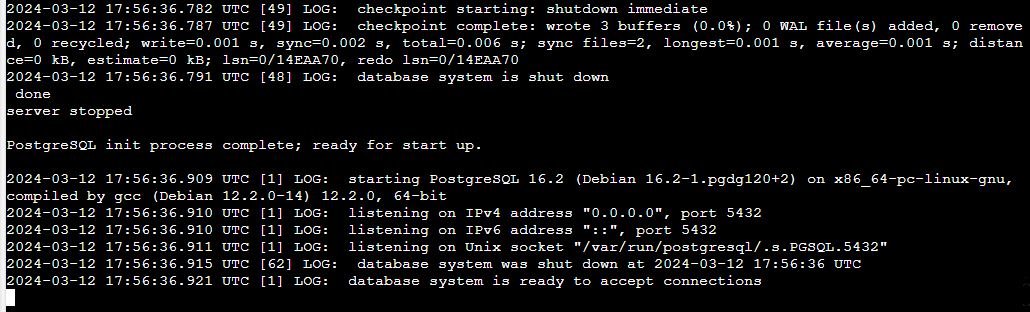 2024-03-12 17:56:36.782 UTC [49] LOG:  checkpoint starting: shutdown immediate
2024-03-12 17:56:36.787 UTC [49] LOG:  checkpoint complete: wrote 3 buffers (0.0%); 0 WAL file(s) added, 0 remove
d, 0 recycled; write=0.001 s, sync=0.002 s, total=0.006 s; sync files=2, longest=0.001 s, average=0.001 s; distan
ce=0 kB, estimate=0 kB; lsn=0/14EAA70, redo lsn=0/14EAA70
2024-03-12 17:56:36.791 UTC [48] LOG:  database system is shut down
 done
server stopped

PostgreSQL init process complete; ready for start up.

2024-03-12 17:56:36.909 UTC [1] LOG:  starting PostgreSQL 16.2 (Debian 16.2-1.pgdg120+2) on x86_64-pc-linux-gnu,
compiled by gcc (Debian 12.2.0-14) 12.2.0, 64-bit
2024-03-12 17:56:36.910 UTC [1] LOG:  listening on IPv4 address "0.0.0.0", port 5432
2024-03-12 17:56:36.910 UTC [1] LOG:  listening on IPv6 address "::", port 5432
2024-03-12 17:56:36.911 UTC [1] LOG:  listening on Unix socket "/var/run/postgresql/.s.PGSQL.5432"
2024-03-12 17:56:36.915 UTC [62] LOG:  database system was shut down at 2024-03-12 17:56:36 UTC
2024-03-12 17:56:36.921 UTC [1] LOG:  database system is ready to accept connections